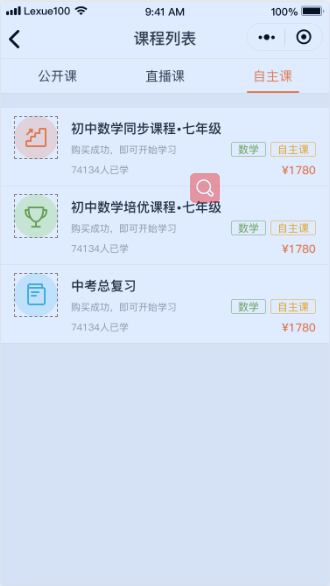 Lexue100 9:41 AM 100%
课程列表
公开课 直播课 自主课
初中数学同步课程•七年级
购买成功，即可开始学习 数学 自主课
74134人已学 ¥1780
初中数学培优课程•七年级
购买成功，即可开始学习 数学 自主课
74134人已学 ¥1780
中考总复习
购买成功，即可开始学习 数学 自主课
74134人已学 ¥1780